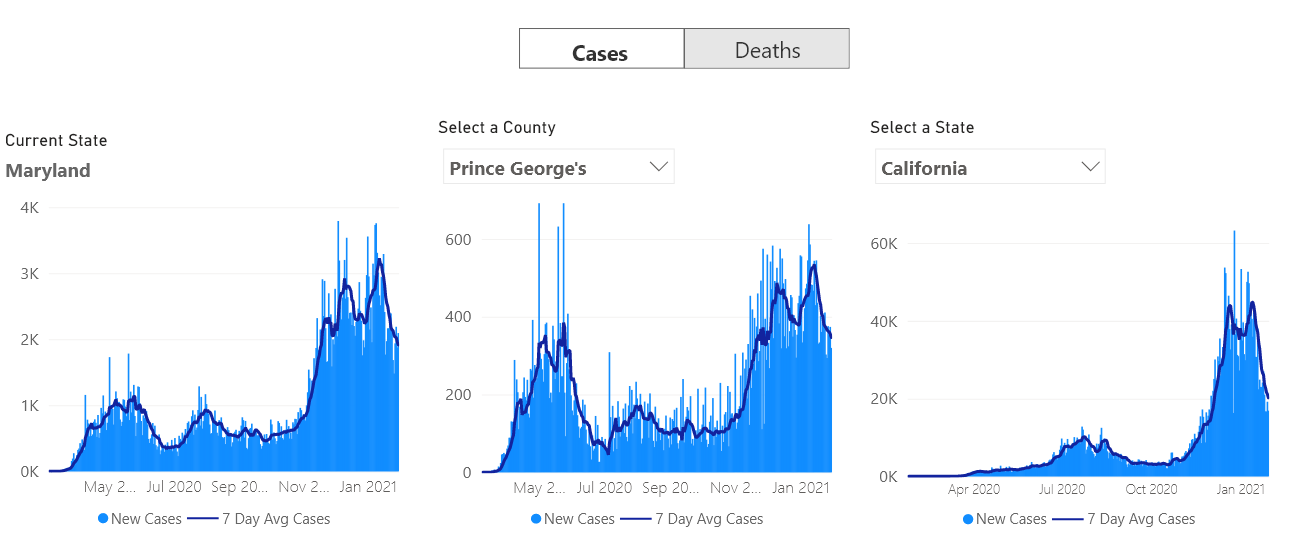 Cases
Deaths
Current State
Maryland
4K
3K
2K
1K
0K
May 2...
Jul 2020
Sep 20...
Nov 2...
Jan 2021
New Cases
7 Day Avg Cases
Select a County
Prince George's
600
400
200
0
May 2...
Jul 2020
Sep 20...
Nov 2...
Jan 2021
New Cases
7 Day Avg Cases
Select a State
California
60K
40K
20K
0K
Apr 2020
Jul 2020
Oct 2020
Jan 2021
New Cases
7 Day Avg Cases